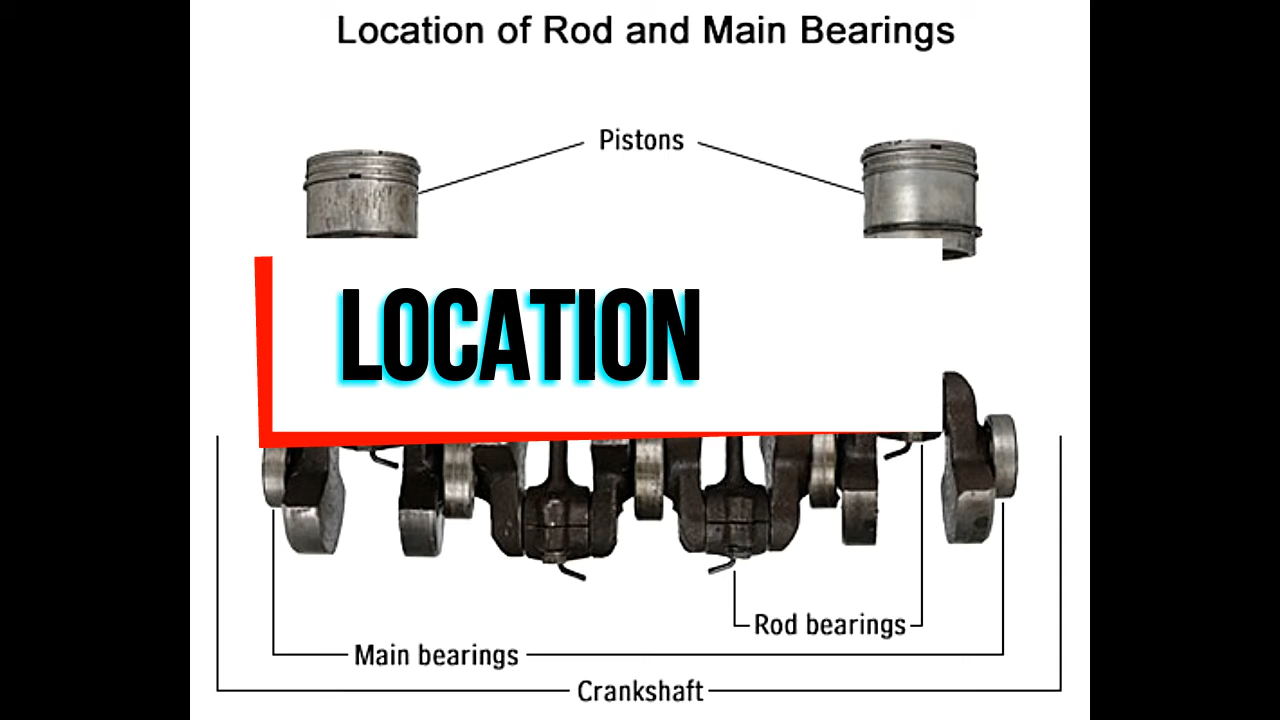 Location of Rod and Main Bearings
Pistons
LOCATION
Rod bearings
Main bearings
Crankshaft